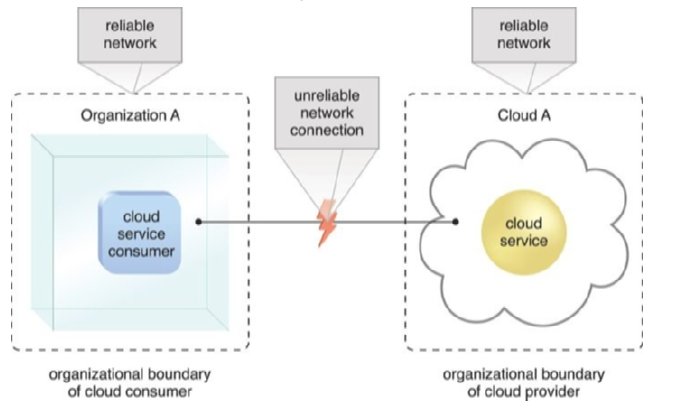 reliable
network
reliable
network
unreliable
network
connection
Organization A
Cloud A
cloud
service
consumer
cloud
service
organizational boundary
of cloud consumer
organizational boundary
of cloud provider